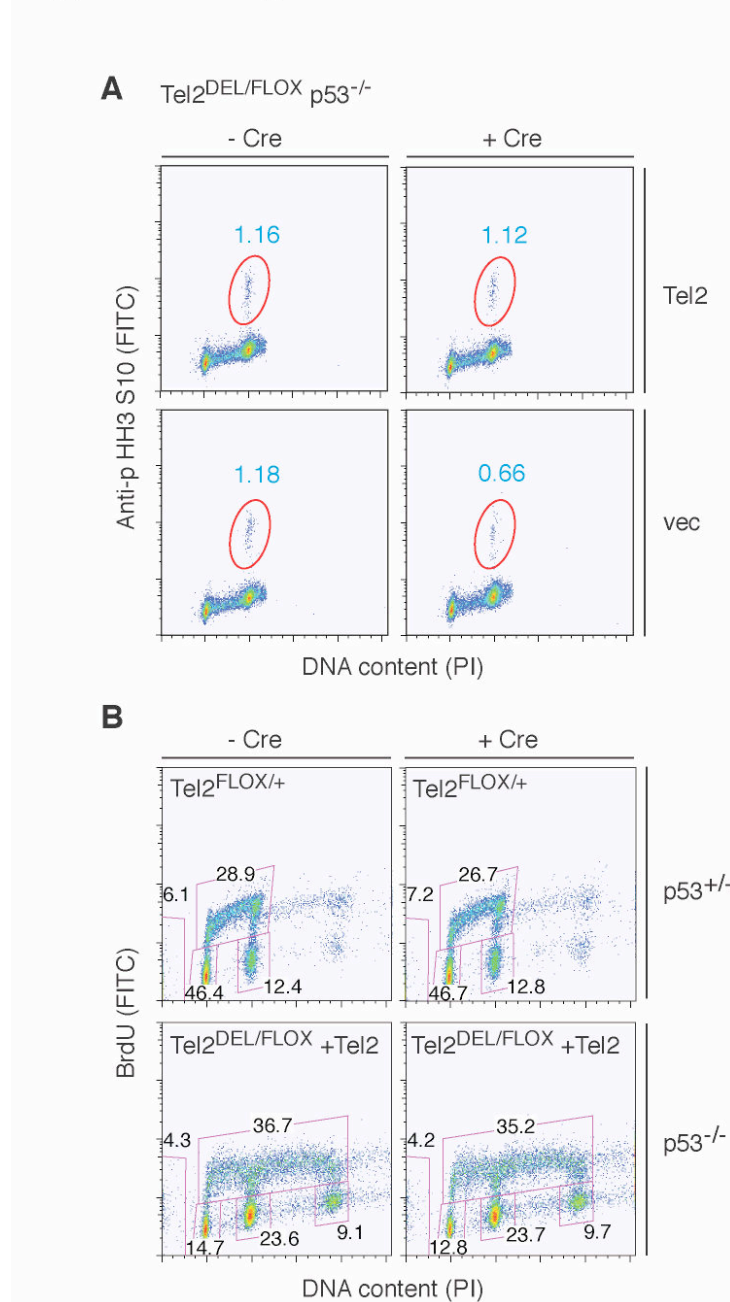 A Tel2DEL/FLOX p53-/-
- Cre + Cre
1.16 1.12
Tel2
1.18 0.66
vec
Anti-p HH3 S10 (FITC)
DNA content (PI)
B
- Cre + Cre
Tel2FLOX/+ Tel2FLOX/+
28.9 26.7
6.1 7.2
p53+/-
46.4 12.4 46.7 12.8
BrdU (FITC)
Tel2DEL/FLOX +Tel2 Tel2DEL/FLOX +Tel2
36.7 35.2
4.3 4.2
p53-/-
14.7 23.6 9.1 12.8 23.7 9.7
DNA content (PI)